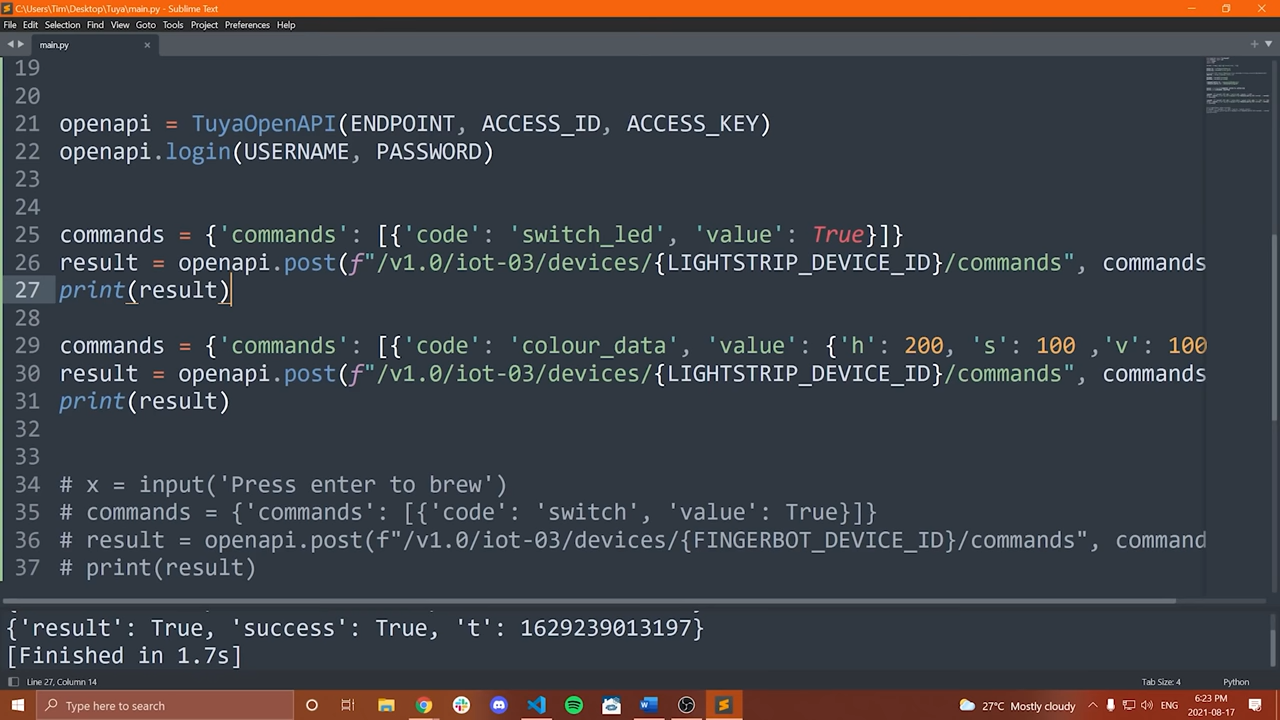 C:\Users\Tim\Desktop\Tuya\main.py - Sublime Text
File Edit Selection Find View Goto Tools Project Preferences Help
main.py
19
20
21 openapi = TuyaOpenAPI(ENDPOINT, ACCESS_ID, ACCESS_KEY)
22 openapi.login(USERNAME, PASSWORD)
23
24
25 commands = {'commands': [{'code': 'switch_led', 'value': True}]}
26 result = openapi.post(f"/v1.0/iot-03/devices/{LIGHTSTRIP_DEVICE_ID}/commands", commands
27 print(result)
28
29 commands = {'commands': [{'code': 'colour_data', 'value': {'h': 200, 's': 100 ,'v': 100
30 result = openapi.post(f"/v1.0/iot-03/devices/{LIGHTSTRIP_DEVICE_ID}/commands", commands
31 print(result)
32
33
34 # x = input('Press enter to brew')
35 # commands = {'commands': [{'code': 'switch', 'value': True}]}
36 # result = openapi.post(f"/v1.0/iot-03/devices/{FINGERBOT_DEVICE_ID}/commands", command
37 # print(result)
{'result': True, 'success': True, 't': 1629239013197}
[Finished in 1.7s]
Line 27, Column 14 Tab Size: 4 Python
Type here to search 27°C Mostly cloudy ENG 6:23 PM
2021-08-17